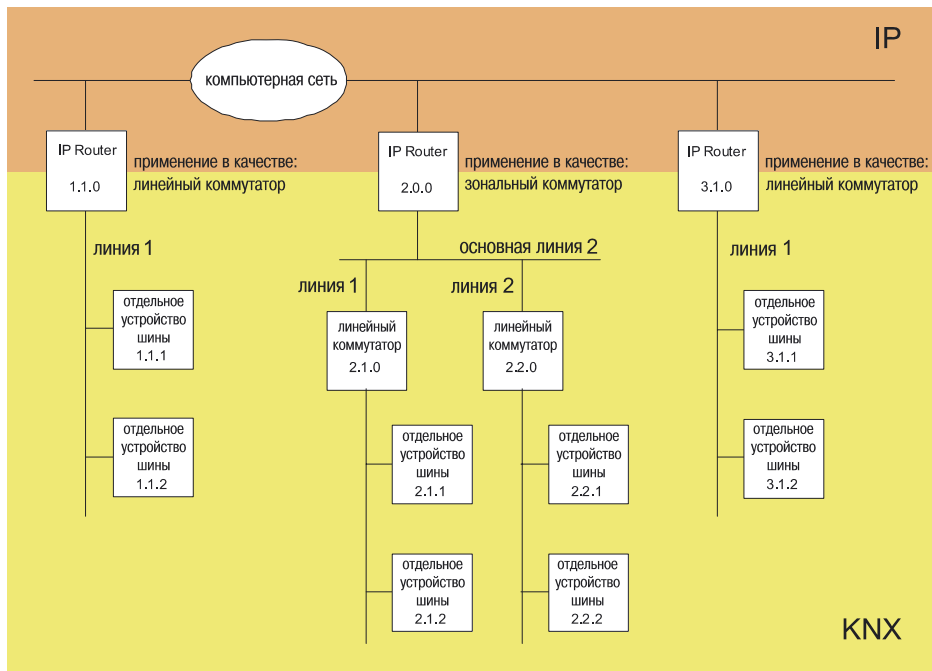 IP
компьютерная сеть
IP Router
1.1.0
применение в качестве:
линейный коммутатор
IP Router
2.0.0
применение в качестве:
зональный коммутатор
IP Router
3.1.0
применение в качестве:
линейный коммутатор
линия 1
отдельное
устройство
шины
1.1.1
отдельное
устройство
шины
1.1.2
основная линия 2
линия 1
линейный
коммутатор
2.1.0
отдельное
устройство
шины
2.1.1
отдельное
устройство
шины
2.1.2
линия 2
линейный
коммутатор
2.2.0
отдельное
устройство
шины
2.2.1
отдельное
устройство
шины
2.2.2
линия 1
отдельное
устройство
шины
3.1.1
отдельное
устройство
шины
3.1.2
KNX